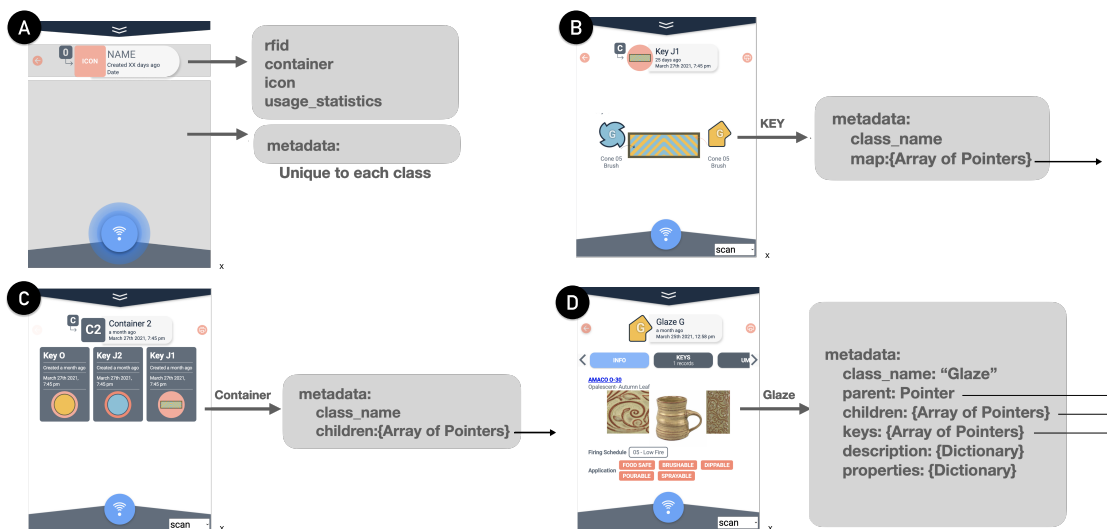 A
0
ICON
NAME
Created XX days ago
Date
rfid
container
icon
usage_statistics
metadata:
Unique to each class
x
B
C
Key J1
25 days ago
March 27th 2021, 7:45 pm
G
G
Cone 05
Brush
Cone 05
Brush
KEY
metadata:
class_name
map:{Array of Pointers}
scan
x
C
C
C2
Container 2
a month ago
March 27th 2021, 7:45 pm
Key O
Created a month ago
March 27th 2021,
7:45 pm
Key J2
Created a month ago
March 27th 2021,
7:45 pm
Key J1
Created a month ago
March 27th 2021,
7:45 pm
Container
metadata:
class_name
children:{Array of Pointers}
scan
x
D
G
Glaze G
a month ago
March 25th 2021, 12:58 pm
INFO
KEYS
1 records
UM
AMACO O-30
Opalescent- Autumn Leaf
Firing Schedule
05 - Low Fire
Application
FOOD SAFE
BRUSHABLE
DIPPABLE
POURABLE
SPRAYABLE
Glaze
metadata:
class_name: “Glaze”
parent: Pointer
children: {Array of Pointers}
keys: {Array of Pointers}
description: {Dictionary}
properties: {Dictionary}
scan
x